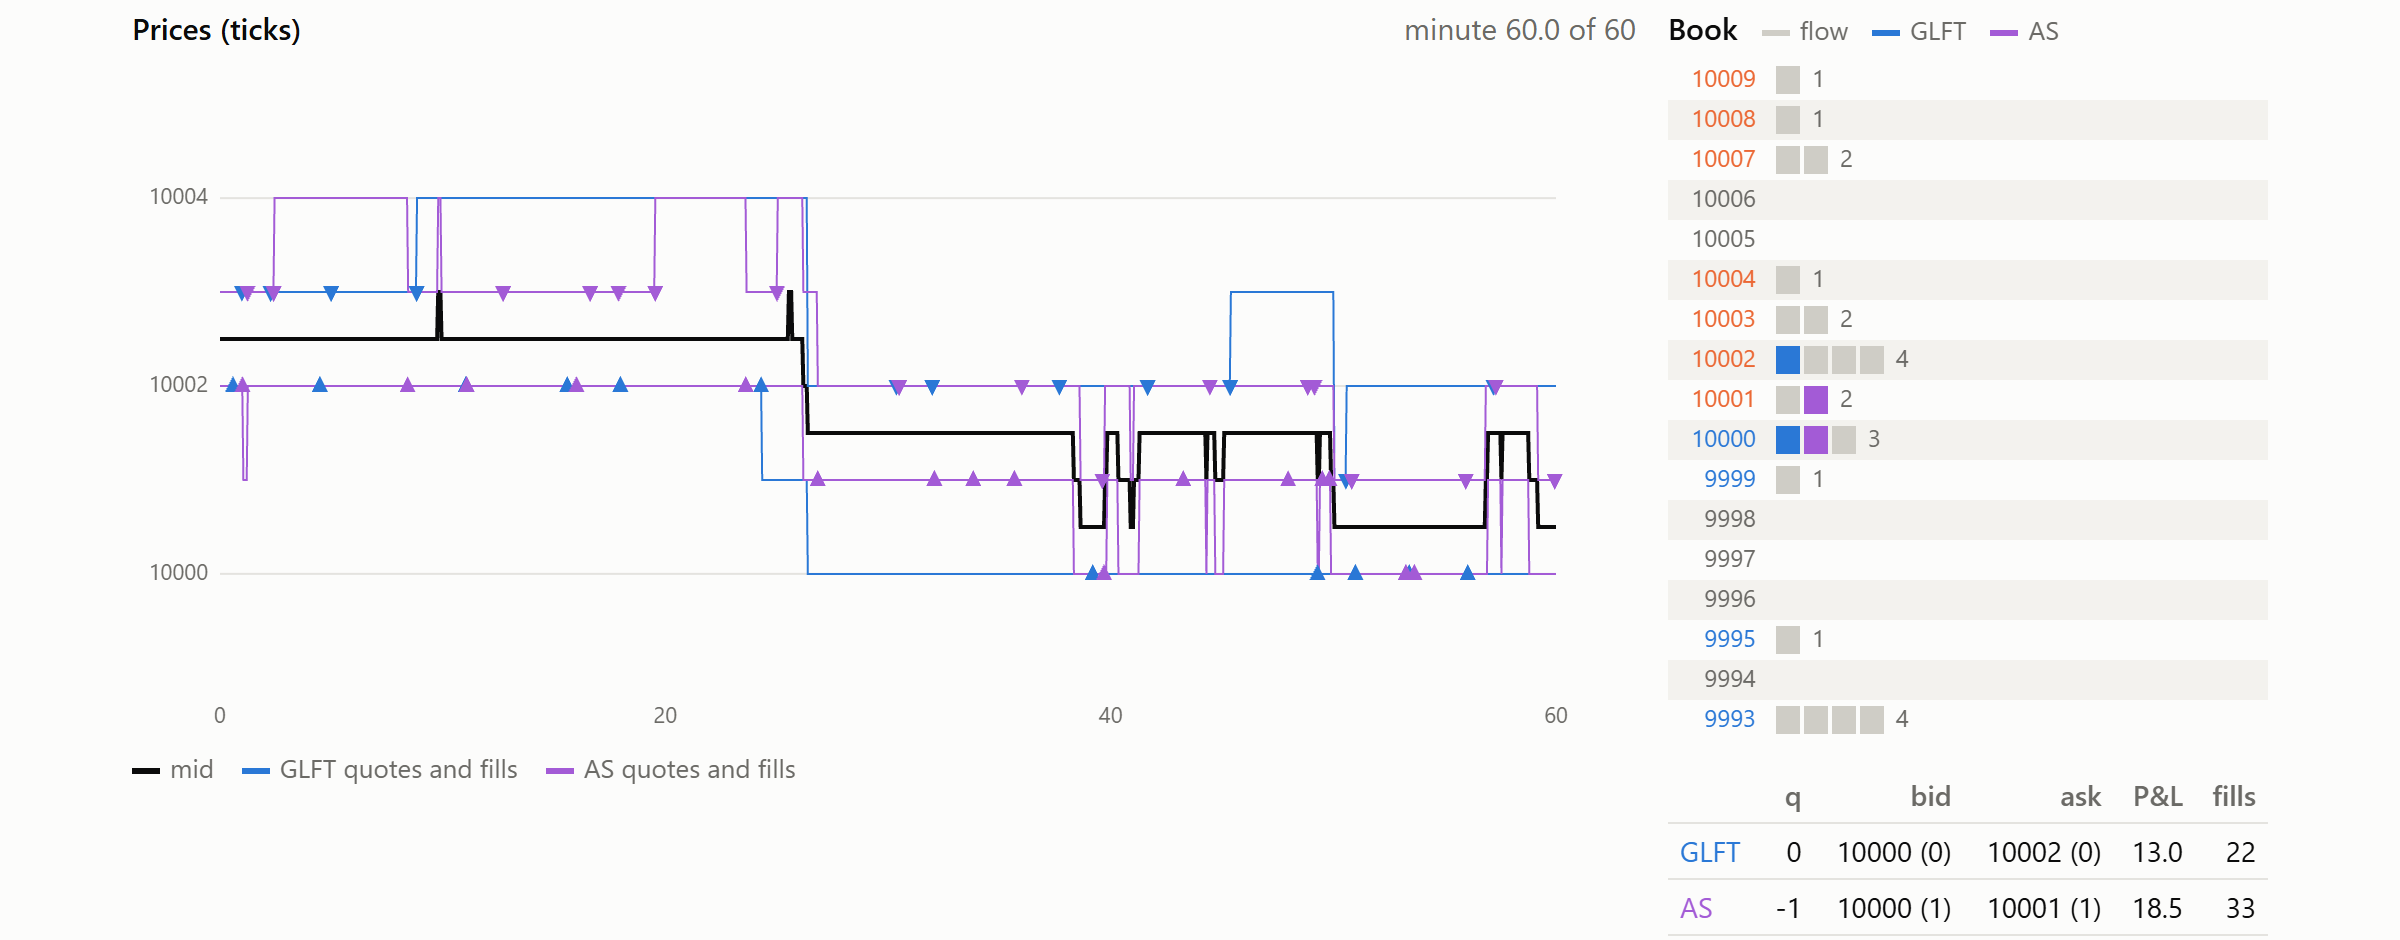 Prices (ticks)
minute 60.0 of 60
10004
10002
10000
0 20 40 60
mid GLFT quotes and fills AS quotes and fills
Book flow GLFT AS
10009 1
10008 1
10007 2
10006
10005
10004 1
10003 2
10002 4
10001 2
10000 3
9999 1
9998
9997
9996
9995 1
9994
9993 4
q bid ask P&L fills
GLFT 0 10000 (0) 10002 (0) 13.0 22
AS -1 10000 (1) 10001 (1) 18.5 33